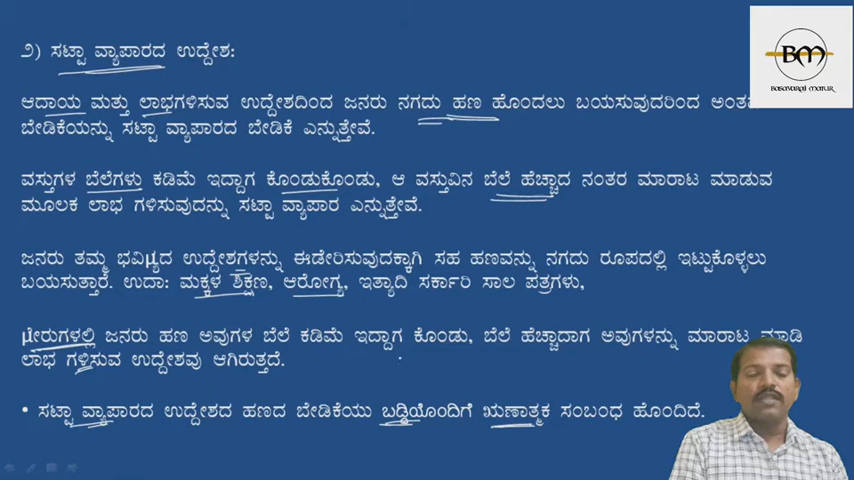 ೨) ಸಟ್ಟಾ ವ್ಯಾಪಾರದ ಉದ್ದೇಶ:
BM
BASAVARAJ MATUR
ಆದಾಯ ಮತ್ತು ಲಾಭಗಳಿಸುವ ಉದ್ದೇಶದಿಂದ ಜನರು ನಗದು ಹಣ ಹೊಂದಲು ಬಯಸುವುದರಿಂದ
ಬೇಡಿಕೆಯನ್ನು ಸಟ್ಟಾ ವ್ಯಾಪಾರದ ಬೇಡಿಕೆ ಎನ್ನುತ್ತೇವೆ.
ವಸ್ತುಗಳ ಬೆಲೆಗಳು ಕಡಿಮೆ ಇದ್ದಾಗ ಕೊಂಡುಕೊಂಡು, ಆ ವಸ್ತುವಿನ ಬೆಲೆ ಹೆಚ್ಚಾದ ನಂತರ ಮಾರಾಟ ಮಾಡುವ
ಮೂಲಕ ಲಾಭ ಗಳಿಸುವುದನ್ನು ಸಟ್ಟಾ ವ್ಯಾಪಾರ ಎನ್ನುತ್ತೇವೆ.
ಜನರು ತಮ್ಮ ಉದ್ದೇಶಗಳನ್ನು ಈಡೇರಿಸುವುದಕ್ಕಾಗಿ ಸಹ ಹಣವನ್ನು ನಗದು ರೂಪದಲ್ಲಿ ಇಟ್ಟುಕೊಳ್ಳಲು
ಬಯಸುತ್ತಾರೆ. ಉದಾ: ಮಕ್ಕಳ ಶಿಕ್ಷಣ, ಆರೋಗ್ಯ, ಇತ್ಯಾದಿ ಸರ್ಕಾರಿ ಸಾಲ ಪತ್ರಗಳು,
ಜನರು ಹಣ ಅವುಗಳ ಬೆಲೆ ಕಡಿಮೆ ಇದ್ದಾಗ ಕೊಂಡು, ಬೆಲೆ ಹೆಚ್ಚಾದಾಗ ಅವುಗಳನ್ನು ಮಾರಾಟ ಮಾಡಿ
ಲಾಭ ಗಳಿಸುವ ಉದ್ದೇಶವು ಆಗಿರುತ್ತದೆ.
• ಸಟ್ಟಾ ವ್ಯಾಪಾರದ ಉದ್ದೇಶದ ಹಣದ ಬೇಡಿಕೆಯು ಬಡ್ಡಿಯೊಂದಿಗೆ ಋಣಾತ್ಮಕ ಸಂಬಂಧ ಹೊಂದಿದೆ.